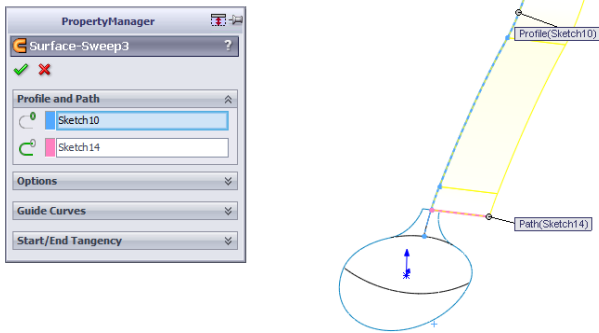 PropertyManager
Surface-Sweep3 ?
Profile and Path
Sketch10
Sketch14
Options
Guide Curves
Start/End Tangency
Profile(Sketch10)
Path(Sketch14)